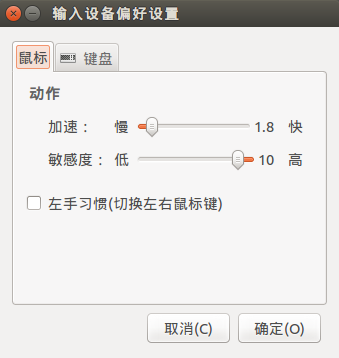 输入设备偏好设置
鼠标 键盘
动作
加速： 慢 1.8 快
敏感度： 低 10 高
左手习惯(切换左右鼠标键)
取消(C) 确定(O)